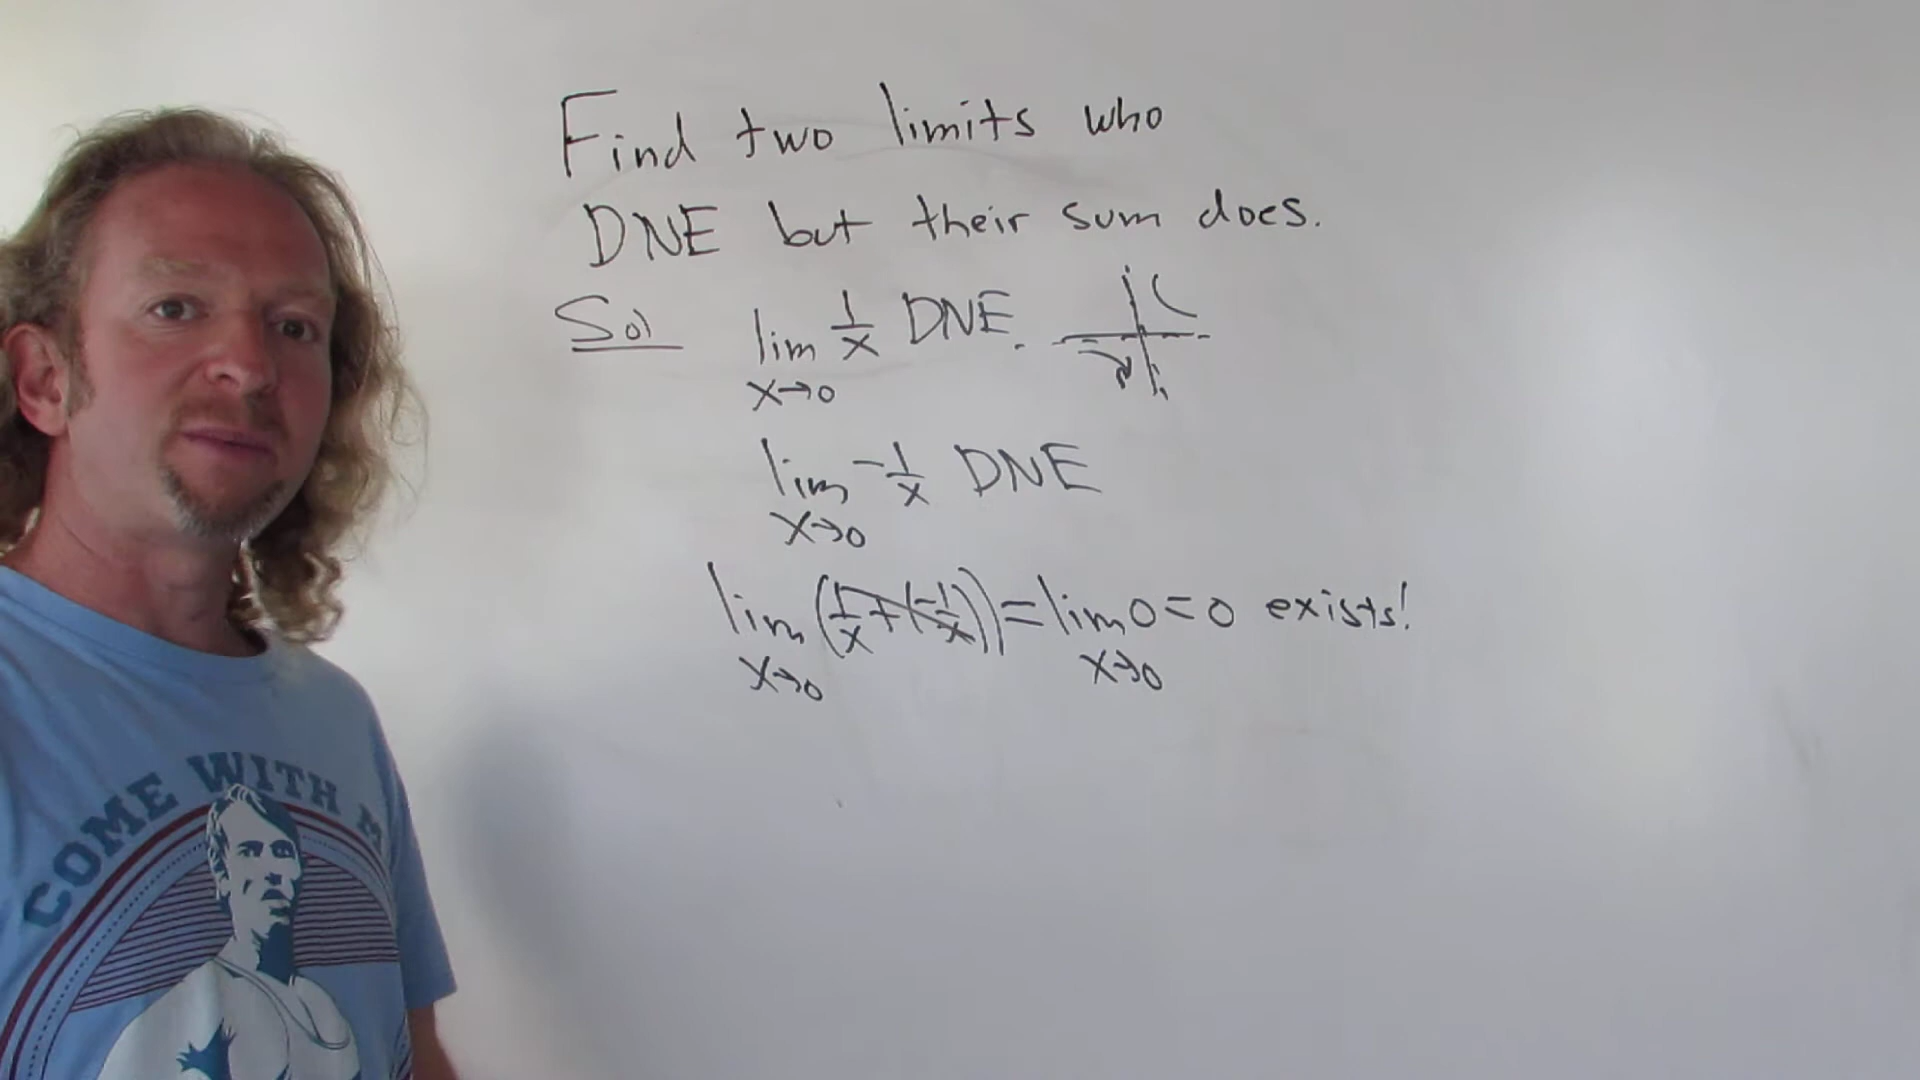 Find two limits who
DNE but their sum does.
Sol lim x→0 1/x DNE.
lim x→0 -1/x DNE
lim x→0 (1/x + (-1/x)) = lim x→0 0 = 0 exists!
COME WITH M